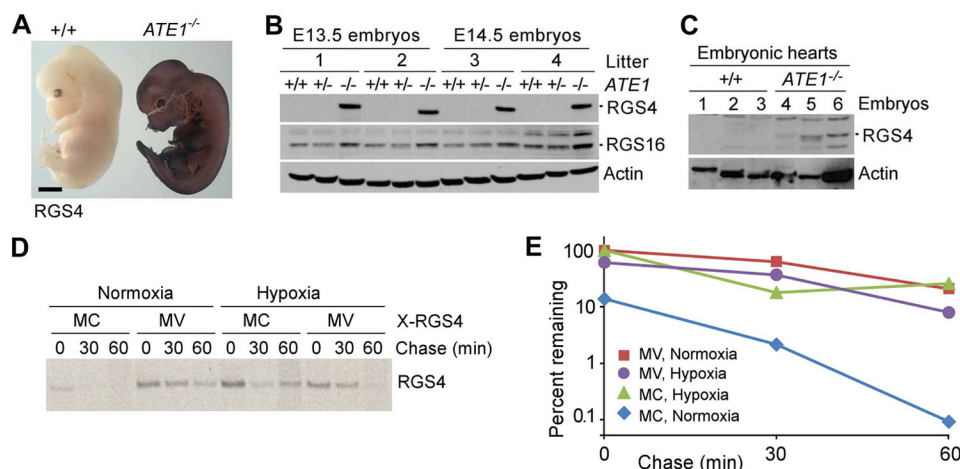 A
+/+ ATE1-/-
RGS4
B
E13.5 embryos E14.5 embryos
1 2 3 4 Litter
+/+ +/- -/- +/+ +/- -/- +/+ +/- -/- +/+ +/- -/- ATE1
RGS4
RGS16
Actin
C
Embryonic hearts
+/+ ATE1-/-
1 2 3 4 5 6 Embryos
RGS4
Actin
D
Normoxia Hypoxia
MC MV MC MV X-RGS4
0 30 60 0 30 60 0 30 60 0 30 60 Chase (min)
RGS4
E
Percent remaining
100
10
1
0.1
MV, Normoxia
MV, Hypoxia
MC, Hypoxia
MC, Normoxia
0 30 60
Chase (min)